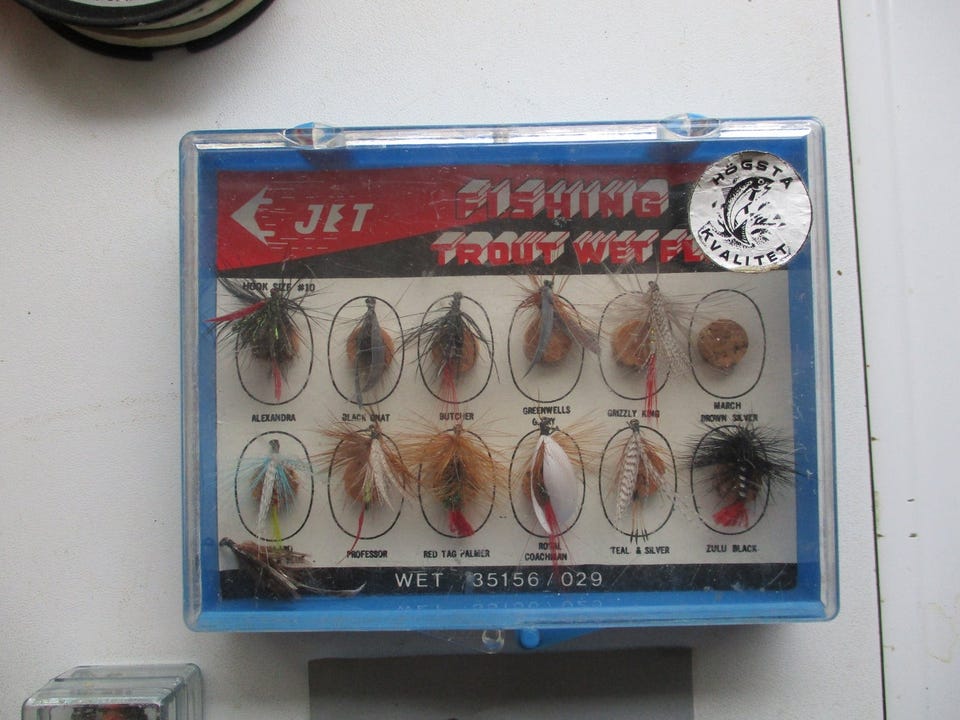 JET
FISHING
TROUT WET
HÖGSTA
KVALITET
HOOK SIZE #10
ALEXANDRA
BLACK GNAT
BUTCHER
GREENWELLS
GRIZZLY KING
MARCH
BROWN SILVER
PROFESSOR
RED TAG PALMER
ROYAL
COACHMAN
TEAL & SILVER
ZULU BLACK
WET 35156/029